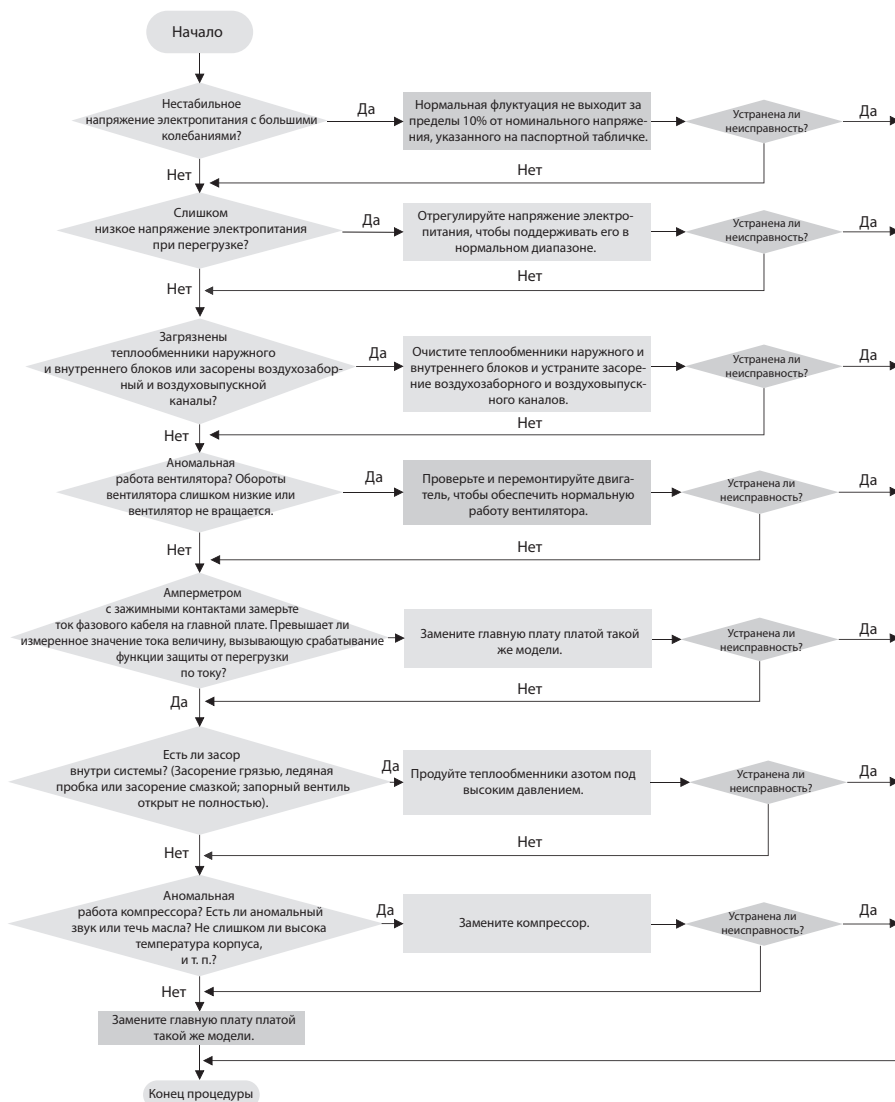 Начало
Нестабильное
напряжение электропитания с большими
колебаниями?
Да
Нормальная флуктуация не выходит за
пределы 10% от номинального напряже-
ния, указанного на паспортной табличке.
Устранена ли
неисправность?
Да
Нет
Нет
Слишком
низкое напряжение электропитания
при перегрузке?
Да
Отрегулируйте напряжение электро-
питания, чтобы поддерживать его в
нормальном диапазоне.
Устранена ли
неисправность?
Да
Нет
Нет
Загрязнены
теплообменники наружного
и внутреннего блоков или засорены воздухозабор-
ный и воздуховыпускной
каналы?
Да
Очистите теплообменники наружного и
внутреннего блоков и устраните засоре-
ние воздухозаборного и воздуховыпуск-
ного каналов.
Устранена ли
неисправность?
Да
Нет
Нет
Аномальная
работа вентилятора? Обороты
вентилятора слишком низкие или
вентилятор не вращается.
Да
Проверьте и перемонтируйте двига-
тель, чтобы обеспечить нормальную
работу вентилятора.
Устранена ли
неисправность?
Да
Нет
Нет
Амперметром
с зажимными контактами замерьте
ток фазового кабеля на главной плате. Превышает ли
измеренное значение тока величину, вызывающую срабатывание
функции защиты от перегрузки
по току?
Замените главную плату платой такой
же модели.
Устранена ли
неисправность?
Да
Нет
Да
Есть ли засор
внутри системы? (Засорение грязью, ледяная
пробка или засорение смазкой; запорный вентиль
открыт не полностью).
Да
Продуйте теплообменники азотом под
высоким давлением.
Устранена ли
неисправность?
Да
Нет
Нет
Аномальная
работа компрессора? Есть ли аномальный
звук или течь масла? Не слишком ли высока
температура корпуса,
и т. п.?
Да
Замените компрессор.
Устранена ли
неисправность?
Да
Нет
Нет
Замените главную плату платой
такой же модели.
Конец процедуры